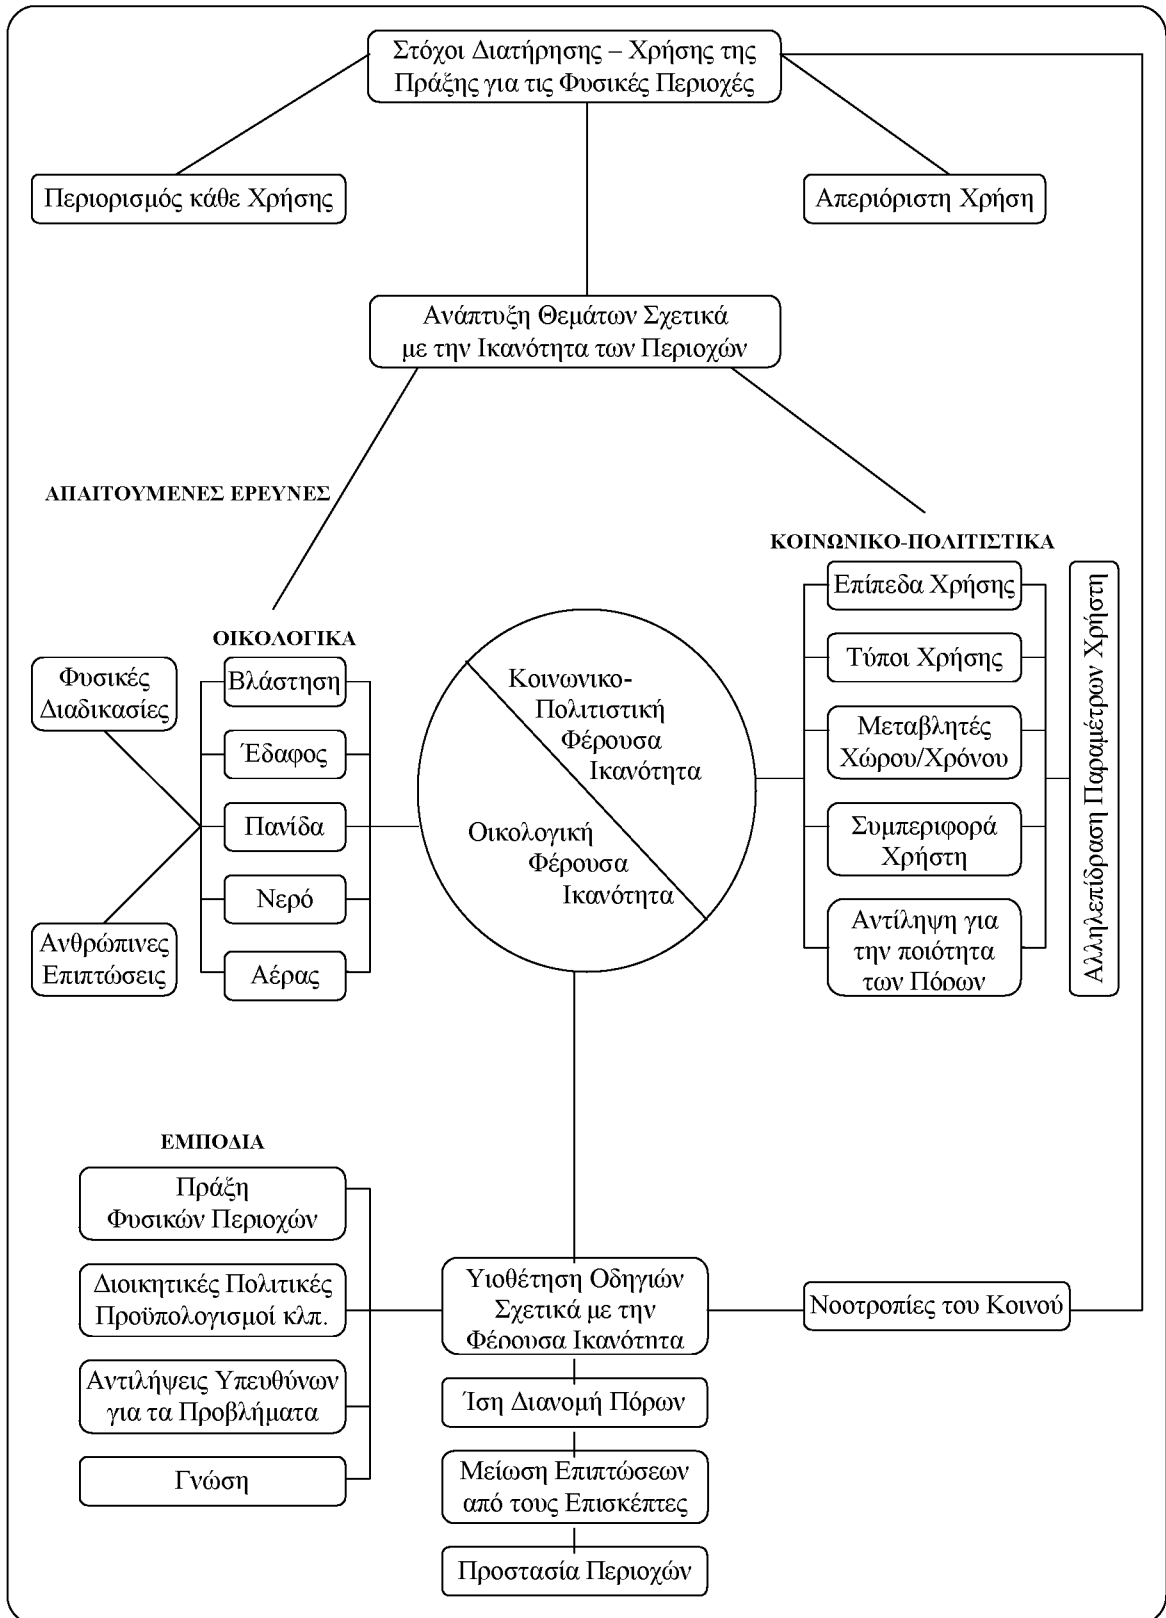 Στόχοι Διατήρησης – Χρήσης της
Πράξης για τις Φυσικές Περιοχές
Περιορισμός κάθε Χρήσης
Απεριόριστη Χρήση
Ανάπτυξη Θεμάτων Σχετικά
με την Ικανότητα των Περιοχών
ΑΠΑΙΤΟΥΜΕΝΕΣ ΕΡΕΥΝΕΣ
ΟΙΚΟΛΟΓΙΚΑ
Φυσικές
Διαδικασίες
Ανθρώπινες
Επιπτώσεις
Βλάστηση
Έδαφος
Πανίδα
Νερό
Αέρας
Κοινωνικο-
Πολιτιστική
Φέρουσα
Ικανότητα
Οικολογική
Φέρουσα
Ικανότητα
ΚΟΙΝΩΝΙΚΟ-ΠΟΛΙΤΙΣΤΙΚΑ
Επίπεδα Χρήσης
Τύποι Χρήσης
Μεταβλητές
Χώρου/Χρόνου
Συμπεριφορά
Χρήστη
Αντίληψη για
την ποιότητα
των Πόρων
Αλληλεπίδραση Παραμέτρων Χρήστη
ΕΜΠΟΔΙΑ
Πράξη
Φυσικών Περιοχών
Διοικητικές Πολιτικές
Προϋπολογισμοί κλπ.
Αντιλήψεις Υπευθύνων
για τα Προβλήματα
Γνώση
Υιοθέτηση Οδηγιών
Σχετικά με την
Φέρουσα Ικανότητα
Νοοτροπίες του Κοινού
Ίση Διανομή Πόρων
Μείωση Επιπτώσεων
από τους Επισκέπτες
Προστασία Περιοχών